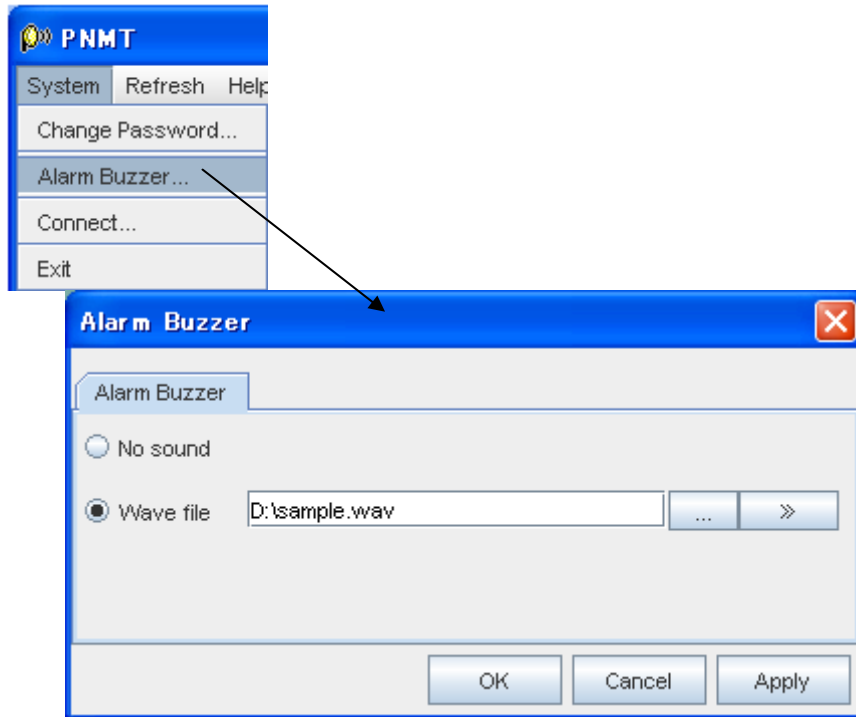 PNMT
System Refresh Help
Change Password...
Alarm Buzzer...
Connect...
Exit
Alarm Buzzer
Alarm Buzzer
No sound
Wave file D:\sample.wav ... »
OK Cancel Apply